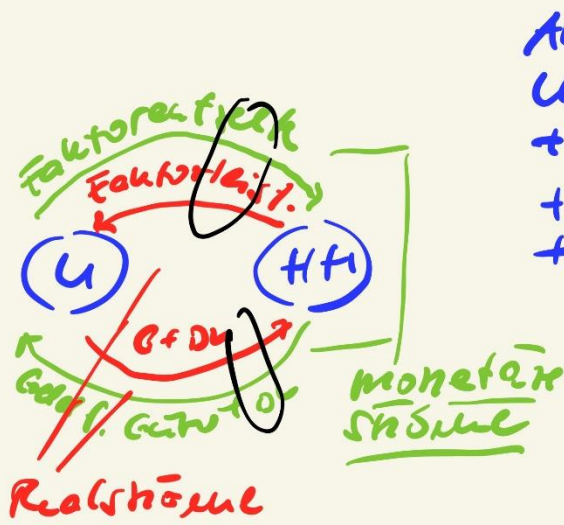 Faktorentgelt
Faktorleist.
U
HH
G + DL
Geld f. Güter + DL
monetäre
Ströme
Realströme
+
+
+